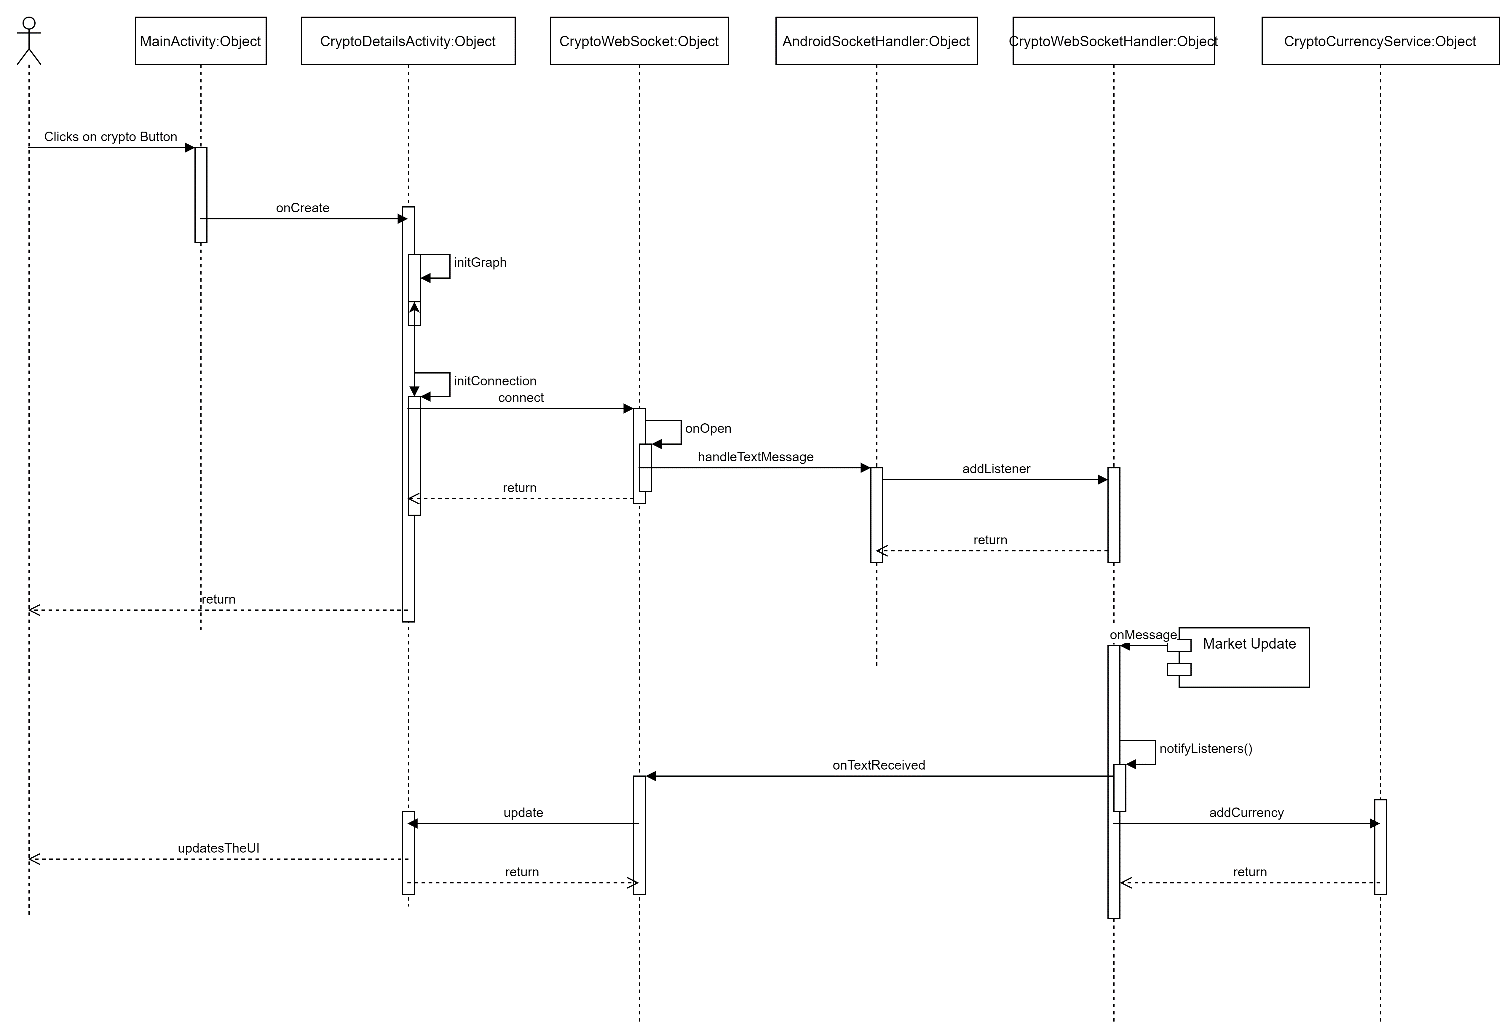 MainActivity:Object
CryptoDetailsActivity:Object
CryptoWebSocket:Object
AndroidSocketHandler:Object
CryptoWebSocketHandler:Object
CryptoCurrencyService:Object
Clicks on crypto Button
onCreate
initGraph
initConnection
connect
onOpen
handleTextMessage
addListener
return
return
return
onMessage
Market Update
notifyListeners()
onTextReceived
update
addCurrency
updatesTheUI
return
return